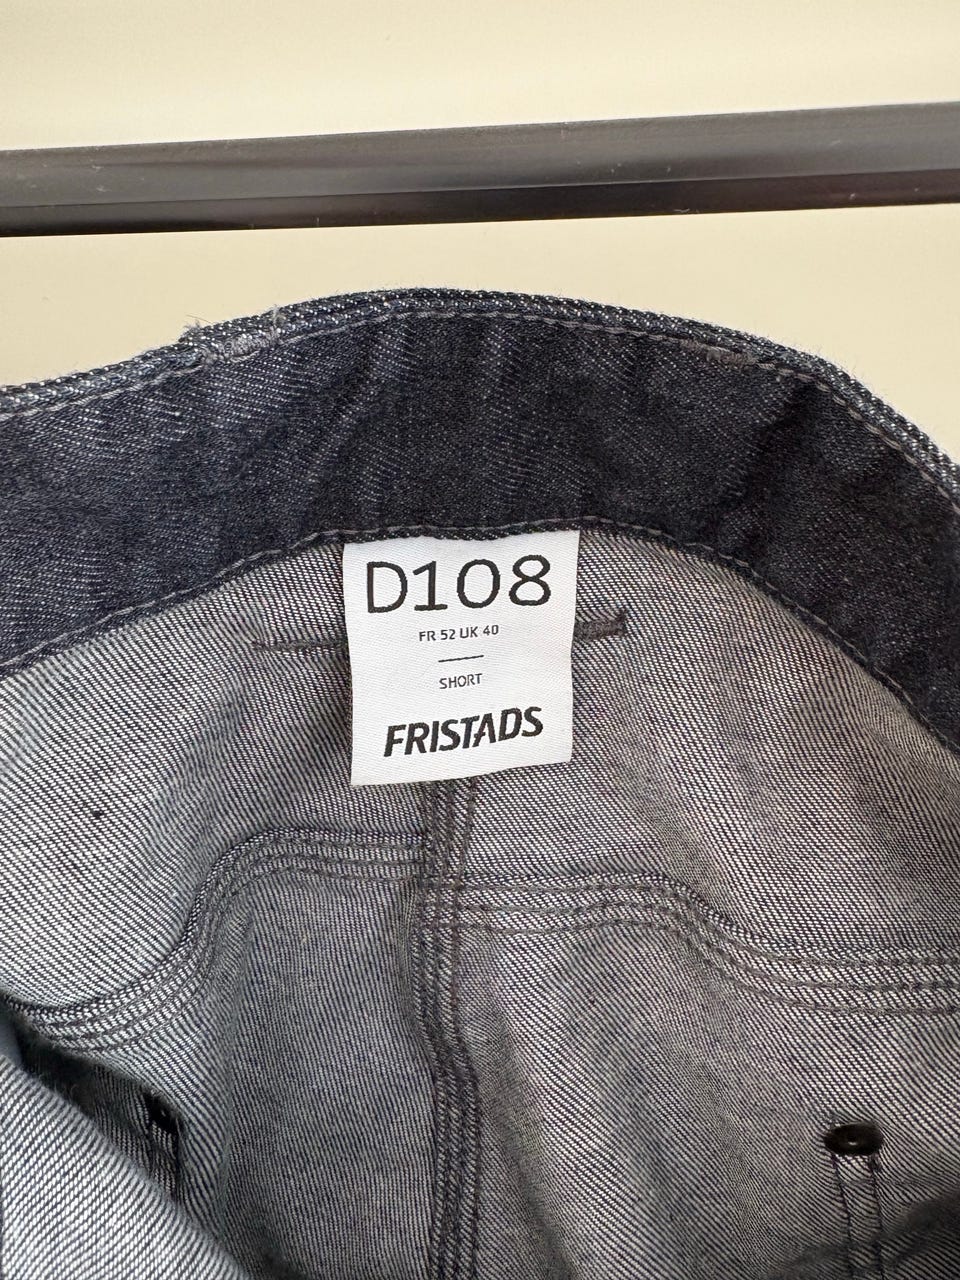 D108
FR 52 UK 40
SHORT
FRISTADS